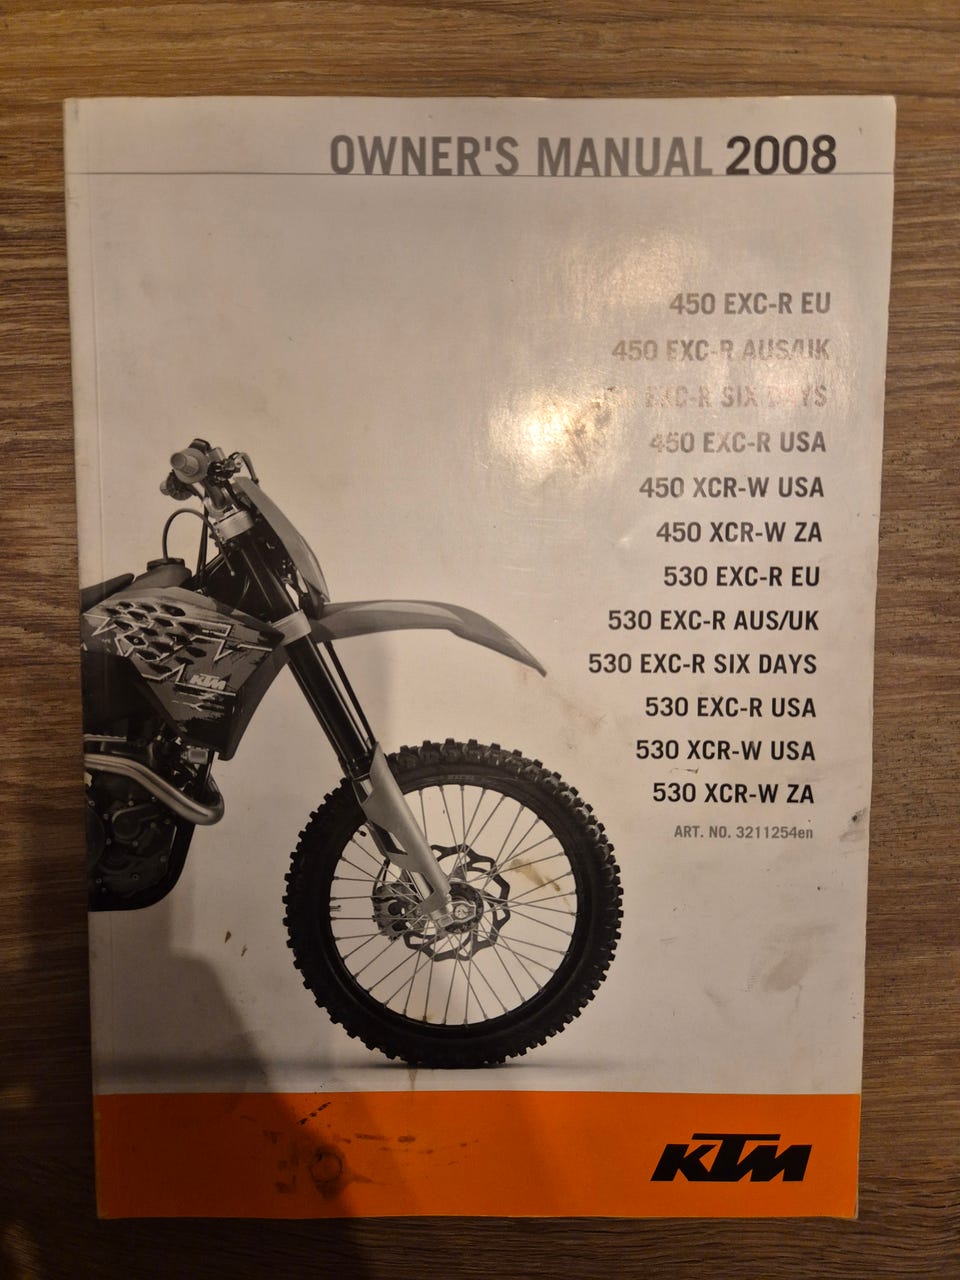 OWNER'S MANUAL 2008
450 EXC-R EU
450 EXC-R AUS/UK
EXC-R SIX DAYS
450 EXC-R USA
450 XCR-W USA
450 XCR-W ZA
530 EXC-R EU
530 EXC-R AUS/UK
530 EXC-R SIX DAYS
530 EXC-R USA
530 XCR-W USA
530 XCR-W ZA
ART. NO. 3211254en
KTM
KTM